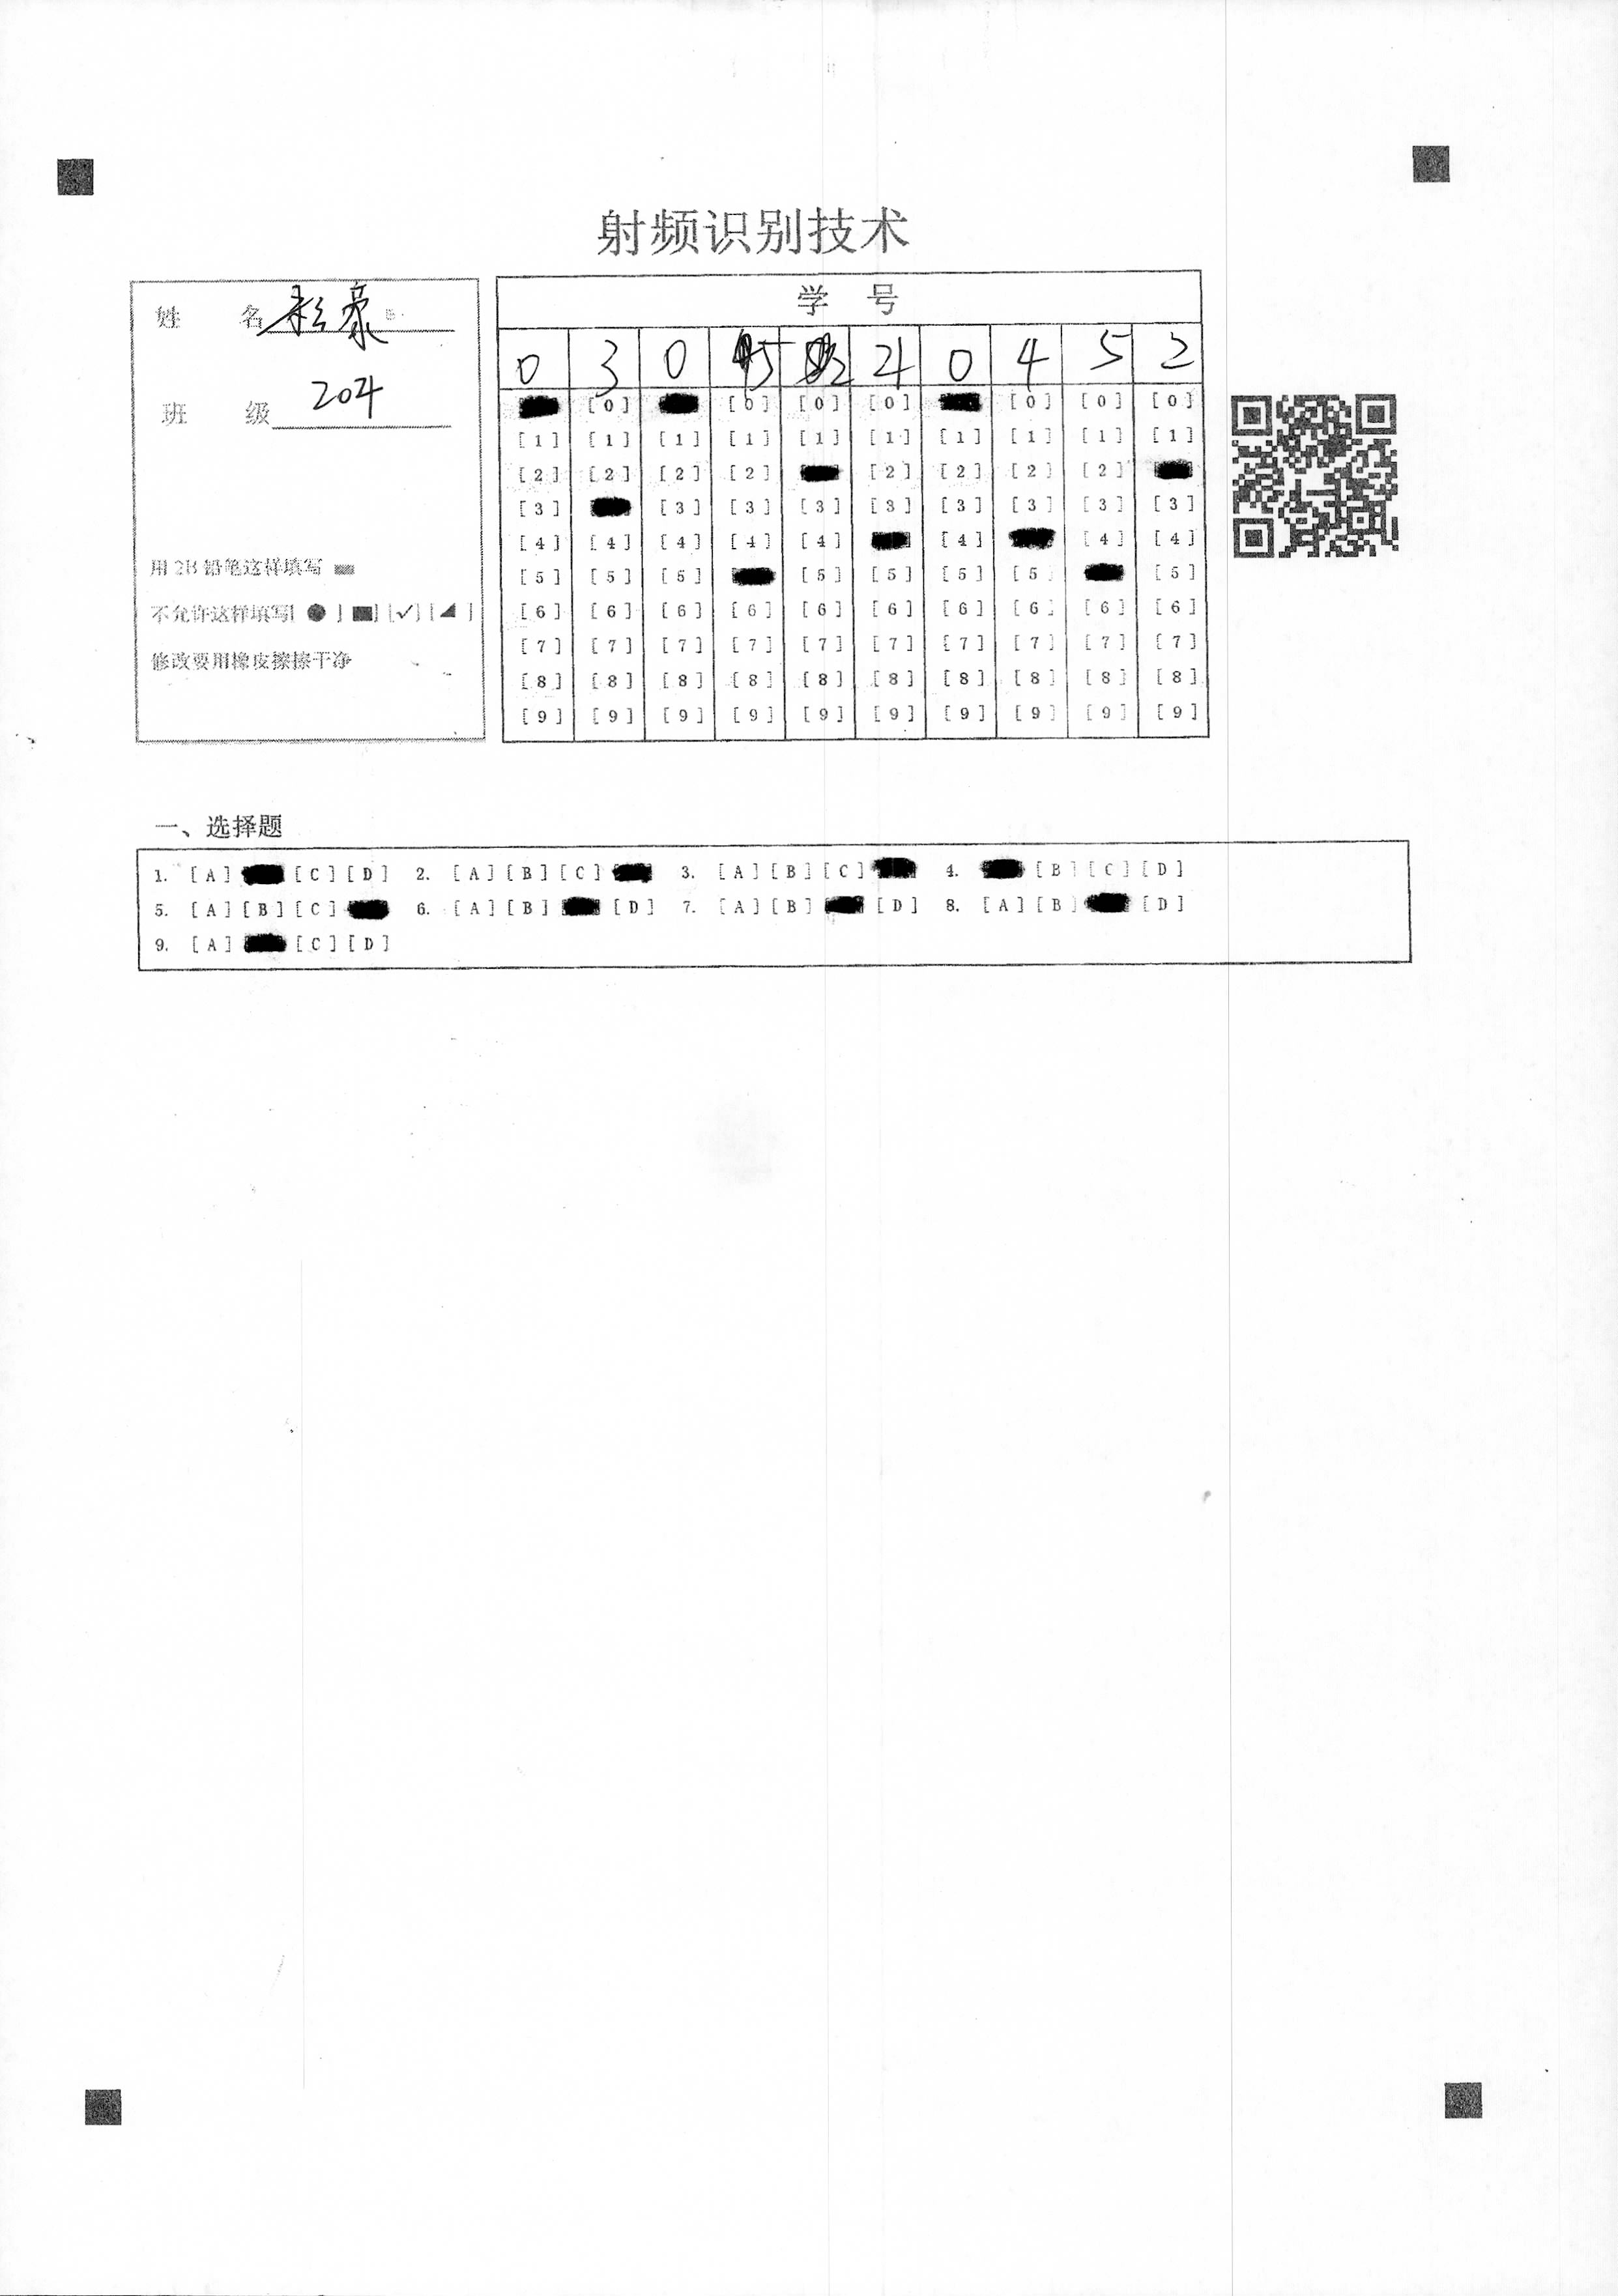 射频识别技术
姓 名 松豪
班 级 204
用 2B 铅笔这样填写
不允许这样填写[ ● ] [■] [✓] [◢ ]
修改要用橡皮擦擦干净
学 号
0 3 0 5 2 4 0 4 5 2
[0] [0] [0] [0] [0] [0] [0]
[1] [1] [1] [1] [1] [1] [1] [1] [1] [1]
[2] [2] [2] [2] [2] [2] [2] [2]
[3] [3] [3] [3] [3] [3] [3] [3] [3]
[4] [4] [4] [4] [4] [4] [4] [4]
[5] [5] [5] [5] [5] [5] [5] [5]
[6] [6] [6] [6] [6] [6] [6] [6] [6] [6]
[7] [7] [7] [7] [7] [7] [7] [7] [7] [7]
[8] [8] [8] [8] [8] [8] [8] [8] [8] [8]
[9] [9] [9] [9] [9] [9] [9] [9] [9] [9]
一、选择题
1. [A] [C] [D] 2. [A] [B] [C] 3. [A] [B] [C] 4. [B] [C] [D]
5. [A] [B] [C] 6. [A] [B] [D] 7. [A] [B] [D] 8. [A] [B] [D]
9. [A] [C] [D]